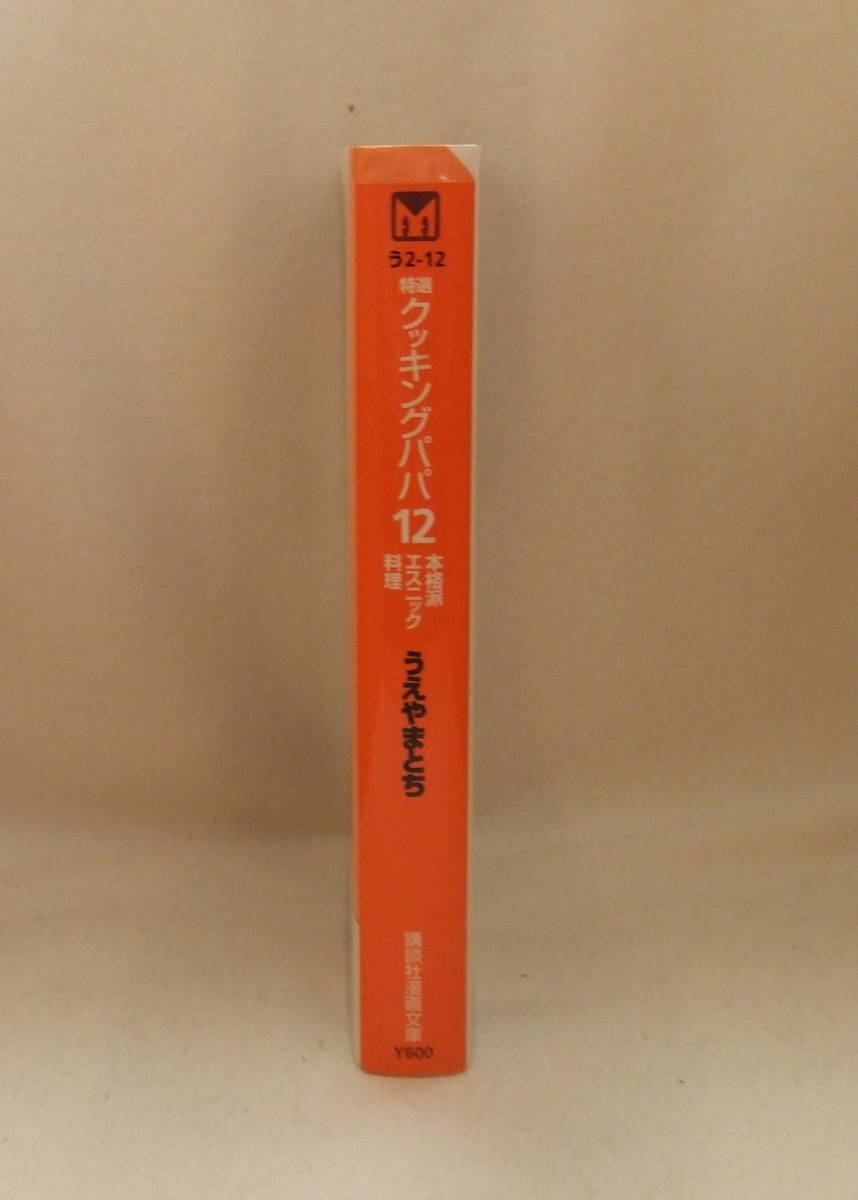 う2-12
特選
クッキングパパ
12
本格派
エスニック
料理
うえやまとち
講談社漫画文庫
Y600